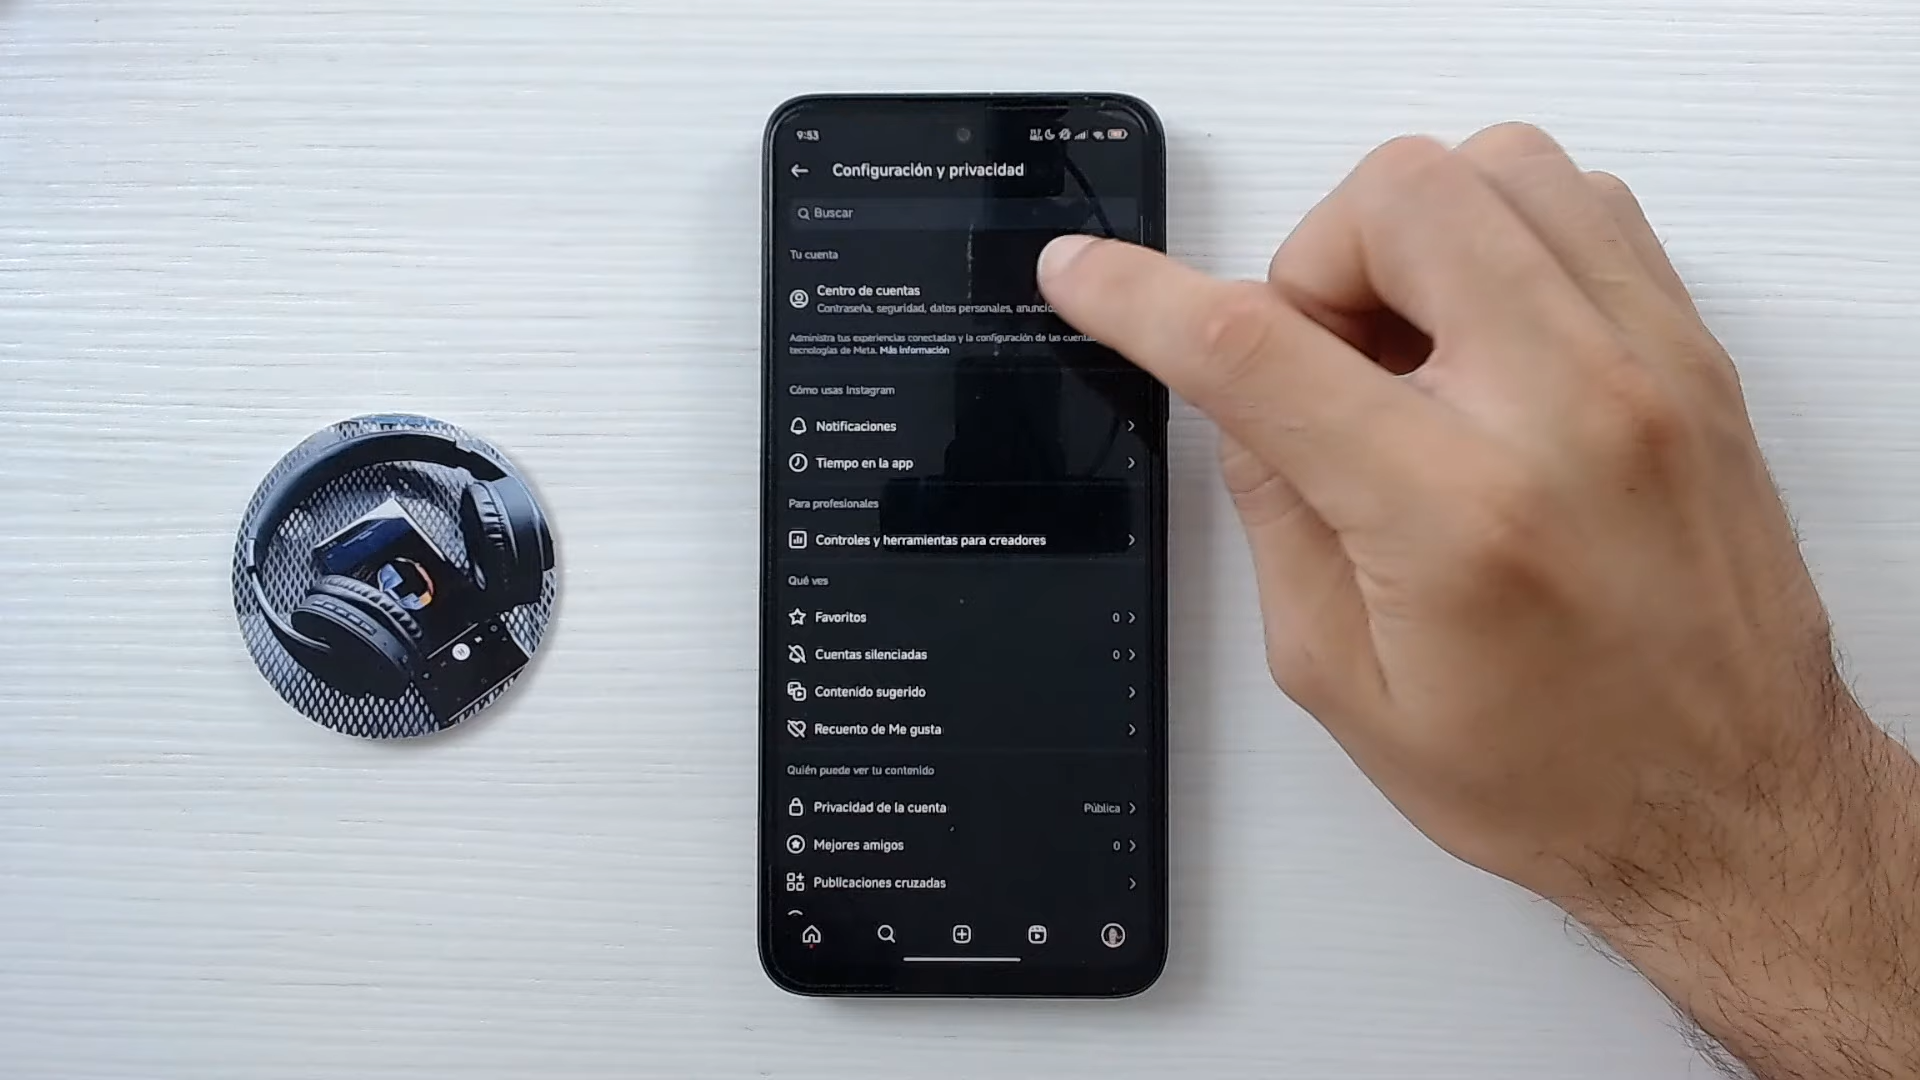 9:53
Configuración y privacidad
Buscar
Tu cuenta
Centro de cuentas
Contraseña, seguridad, datos personales, anuncio
Administra tus experiencias conectadas y la configuración de las cuentas
tecnologías de Meta. Más información
Cómo usas Instagram
Notificaciones
Tiempo en la app
Para profesionales
Controles y herramientas para creadores
Qué ves
Favoritos 0
Cuentas silenciadas 0
Contenido sugerido
Recuento de Me gusta
Quién puede ver tu contenido
Privacidad de la cuenta Pública
Mejores amigos 0
Publicaciones cruzadas